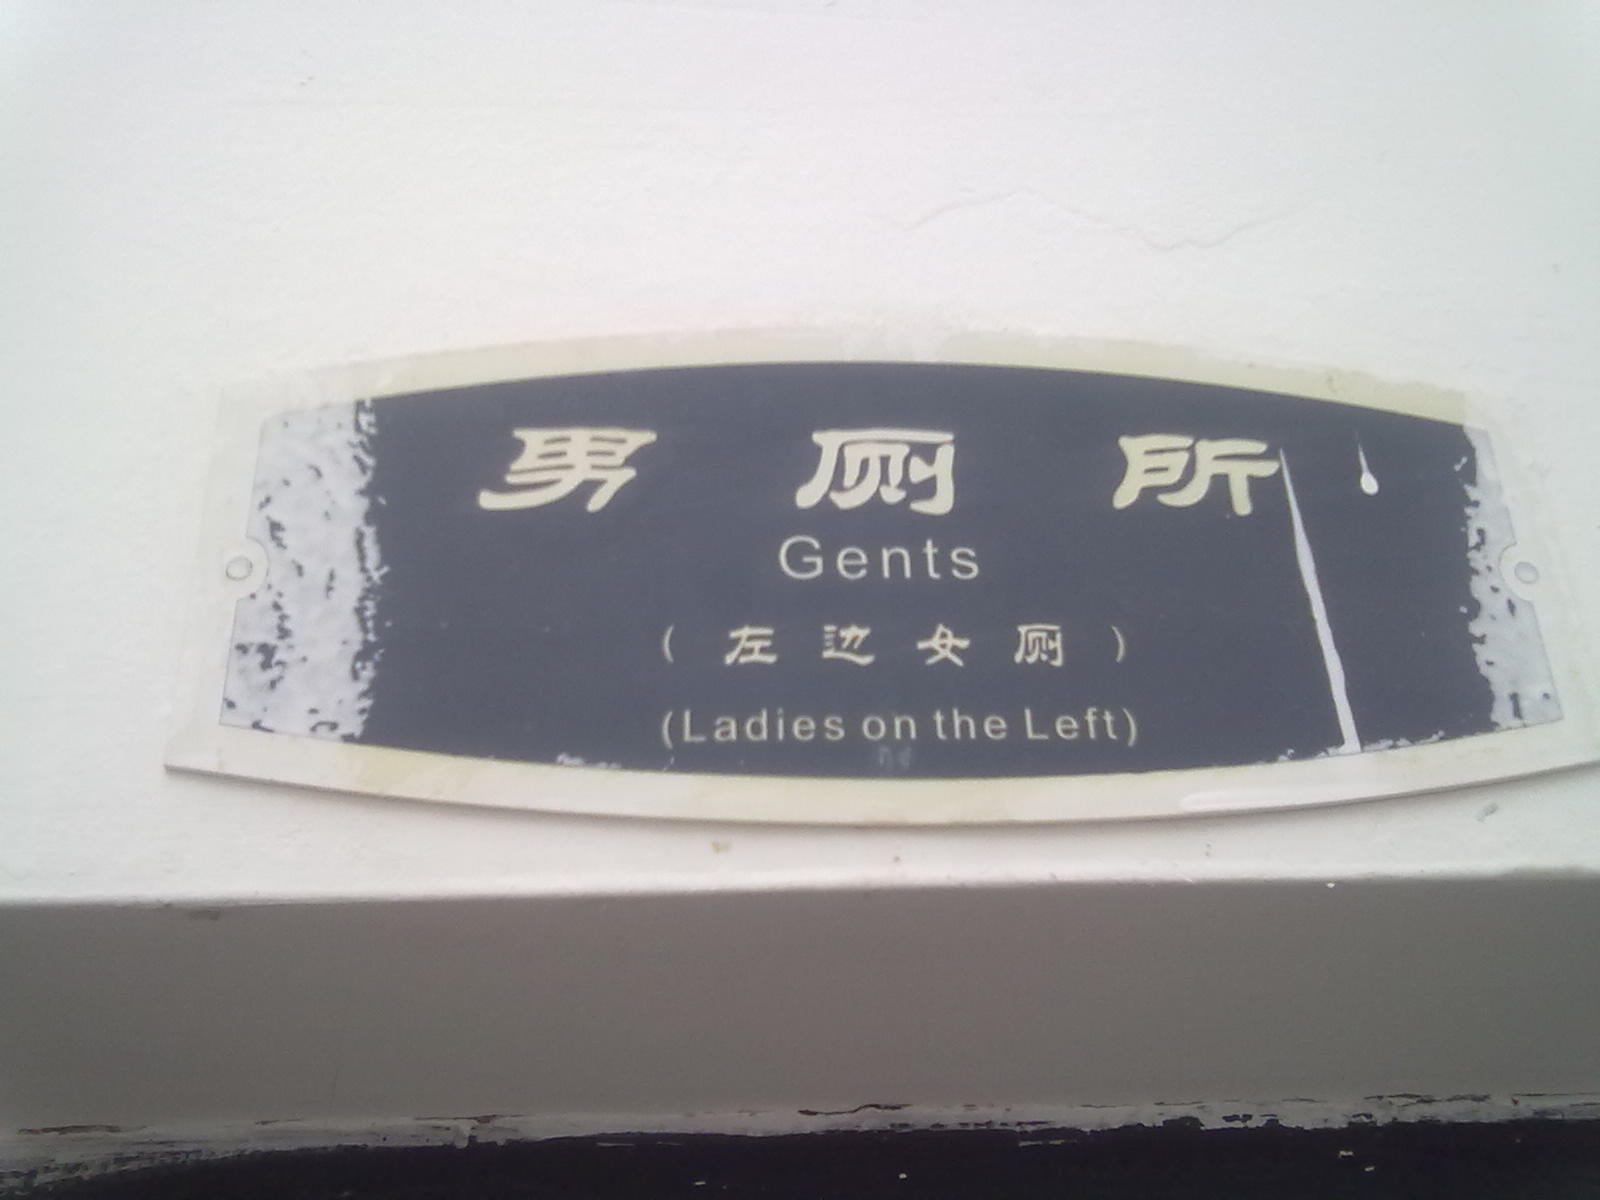 男厕所
Gents
(左边女厕)
(Ladies on the Left)